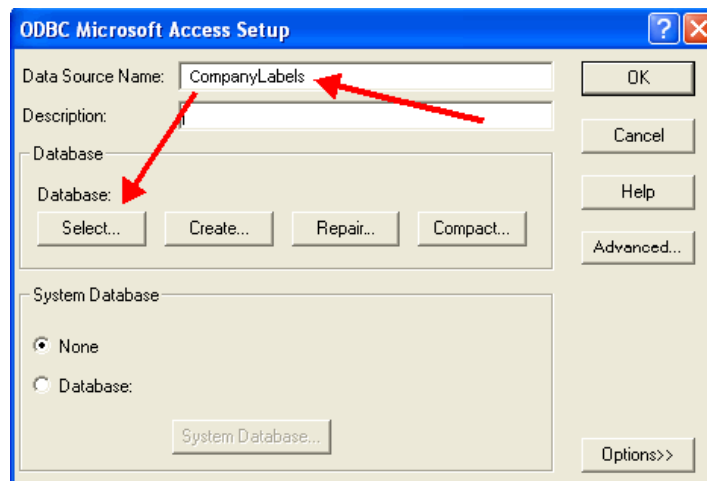 ODBC Microsoft Access Setup
Data Source Name: CompanyLabels
OK
Description:
Cancel
Database
Database:
Help
Select... Create... Repair... Compact...
Advanced...
System Database
None
Database:
System Database...
Options>>